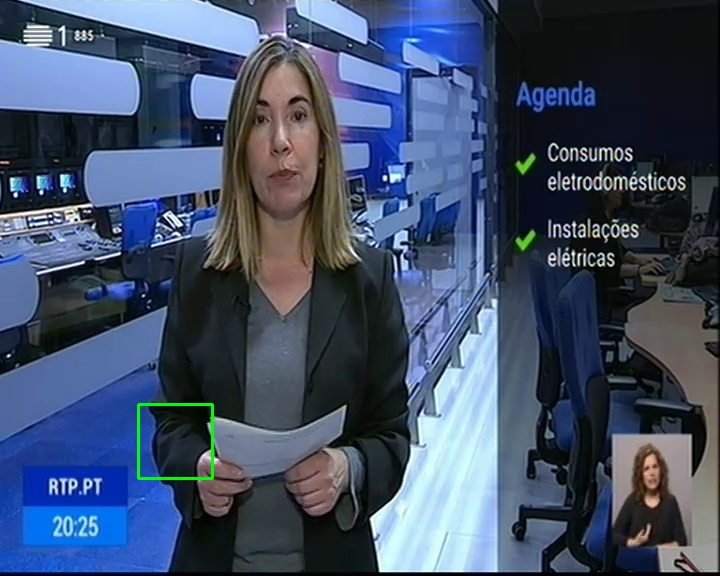 1 885
Agenda
Consumos
eletrodomésticos
Instalações
elétricas
RTP.PT
20:25